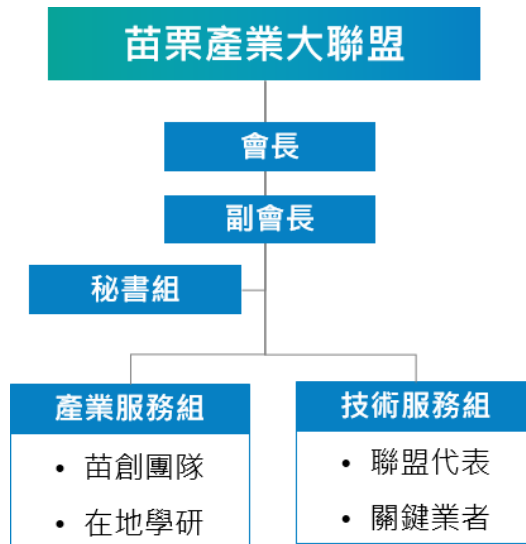 苗栗產業大聯盟
會長
副會長
秘書組
產業服務組
• 苗創團隊
• 在地學研
技術服務組
• 聯盟代表
• 關鍵業者